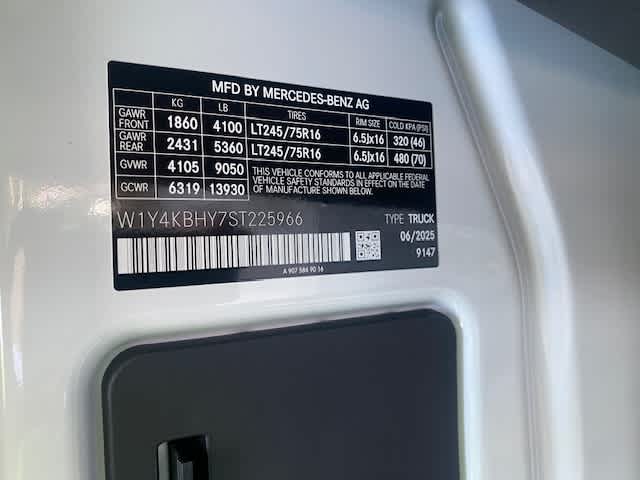 MFD BY MERCEDES-BENZ AG
KG LB TIRES RIM SIZE COLD KPA (PSI)
GAWR FRONT 1860 4100 LT245/75R16 6.5Jx16 320 (46)
GAWR REAR 2431 5360 LT245/75R16 6.5Jx16 480 (70)
GVWR 4105 9050
GCWR 6319 13930
THIS VEHICLE CONFORMS TO ALL APPLICABLE FEDERAL MOTOR
VEHICLE SAFETY STANDARDS IN EFFECT ON THE DATE
OF MANUFACTURE SHOWN BELOW.
W1Y4KBHY7ST225966 TYPE TRUCK
06/2025
9147
A 907 584 90 16